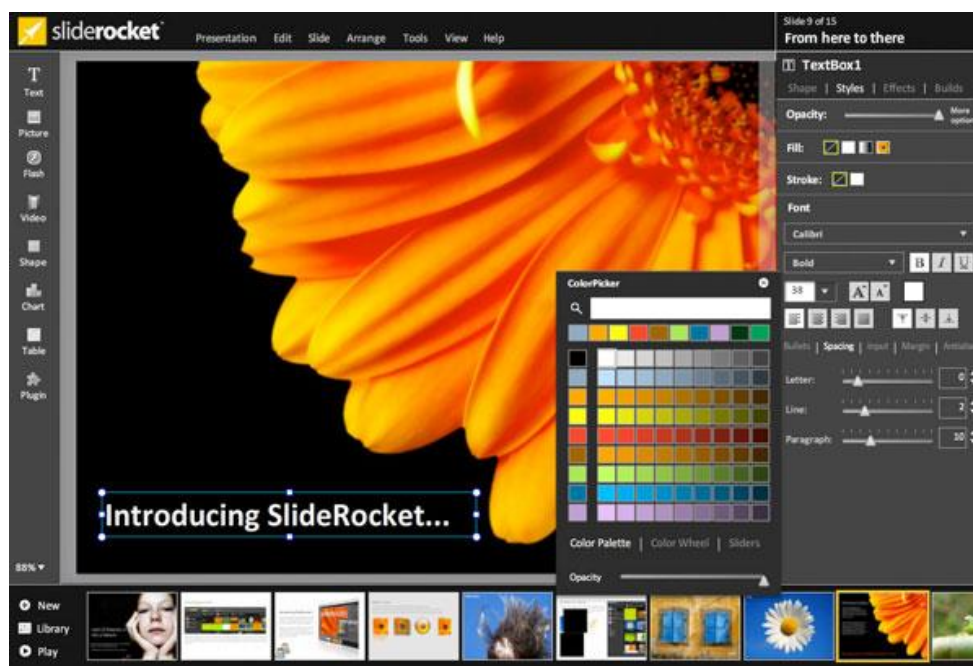 sliderocket
Presentation Edit Slide Arrange Tools View Help
Slide 9 of 15
From here to there
T
Text
Picture
Flash
Video
Shape
Chart
Table
Plugin
88%
TextBox1
Shape | Styles | Effects | Builds
Opacity:
More
option
Fill:
Stroke:
Font
Calibri
Bold
B I U
38
A A
Bullets | Spacing | Input | Margin | Antialia
Letter: 0
Line: 2
Paragraph: 10
ColorPicker
Color Palette | Color Wheel | Sliders
Opacity
Introducing SlideRocket...
New
Library
Play